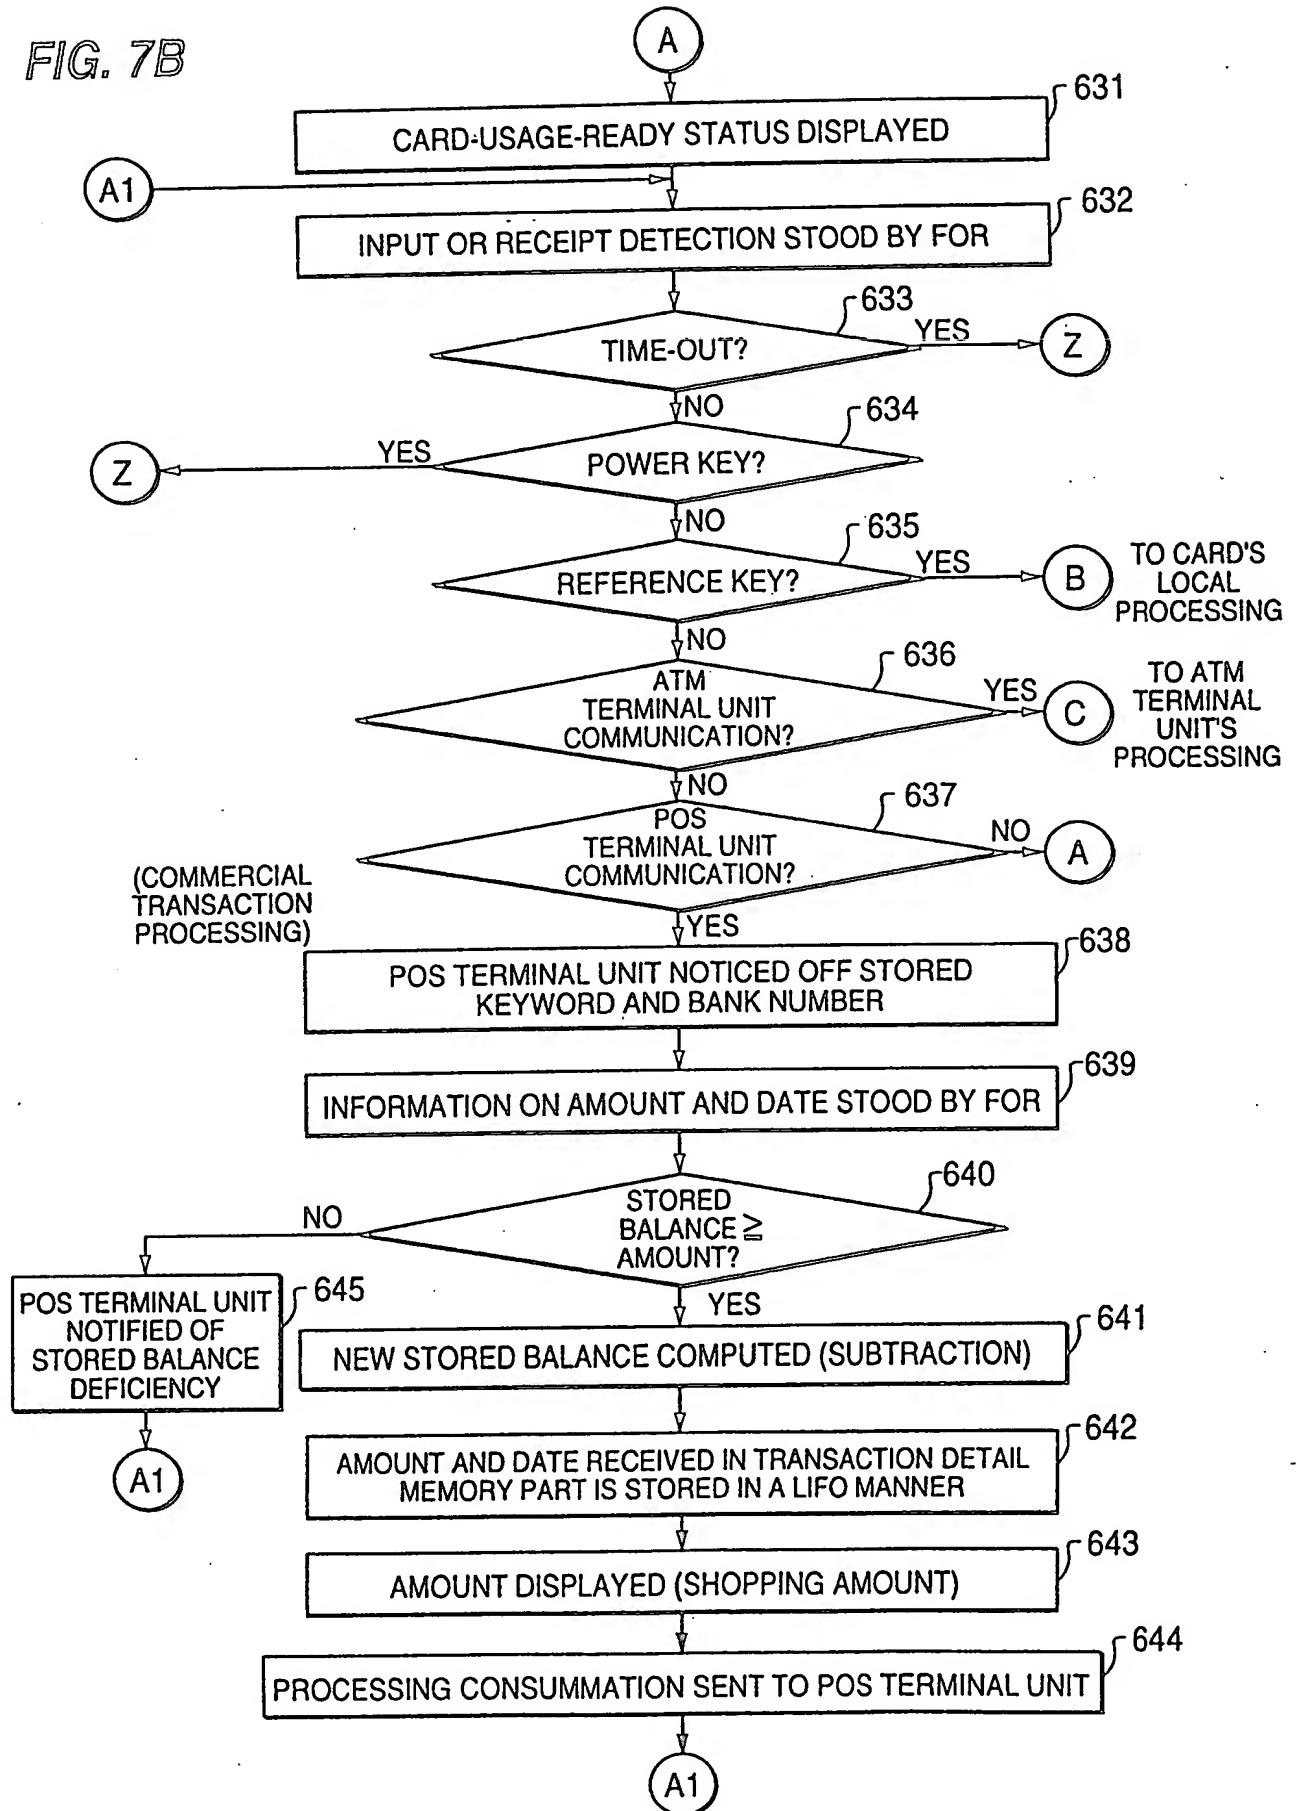 FIG. 7B
A
631
CARD-USAGE-READY STATUS DISPLAYED
A1
632
INPUT OR RECEIPT DETECTION STOOD BY FOR
633
TIME-OUT?
YES
Z
NO
634
POWER KEY?
YES
Z
NO
635
REFERENCE KEY?
YES
B
TO CARD'S
LOCAL
PROCESSING
NO
636
ATM
TERMINAL UNIT
COMMUNICATION?
YES
C
TO ATM
TERMINAL
UNIT'S
PROCESSING
NO
637
POS
TERMINAL UNIT
COMMUNICATION?
NO
A
(COMMERCIAL
TRANSACTION
PROCESSING)
YES
638
POS TERMINAL UNIT NOTICED OFF STORED
KEYWORD AND BANK NUMBER
639
INFORMATION ON AMOUNT AND DATE STOOD BY FOR
640
STORED
BALANCE ≧
AMOUNT?
NO
645
POS TERMINAL UNIT
NOTIFIED OF
STORED BALANCE
DEFICIENCY
A1
YES
641
NEW STORED BALANCE COMPUTED (SUBTRACTION)
642
AMOUNT AND DATE RECEIVED IN TRANSACTION DETAIL
MEMORY PART IS STORED IN A LIFO MANNER
643
AMOUNT DISPLAYED (SHOPPING AMOUNT)
644
PROCESSING CONSUMMATION SENT TO POS TERMINAL UNIT
A1